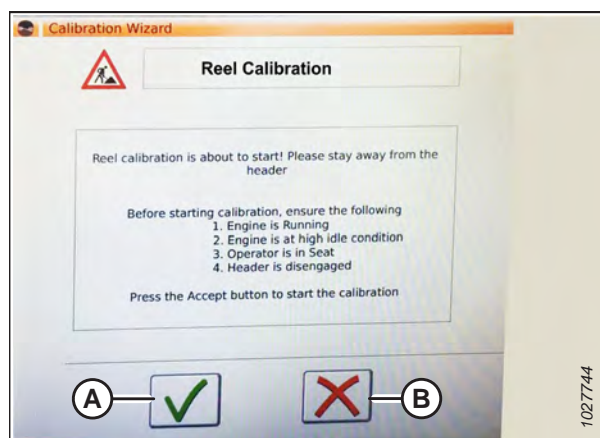 Calibration Wizard
Reel Calibration
Reel calibration is about to start! Please stay away from the
header
Before starting calibration, ensure the following
1. Engine is Running
2. Engine is at high idle condition
3. Operator is in Seat
4. Header is disengaged
Press the Accept button to start the calibration
A
B
1027744